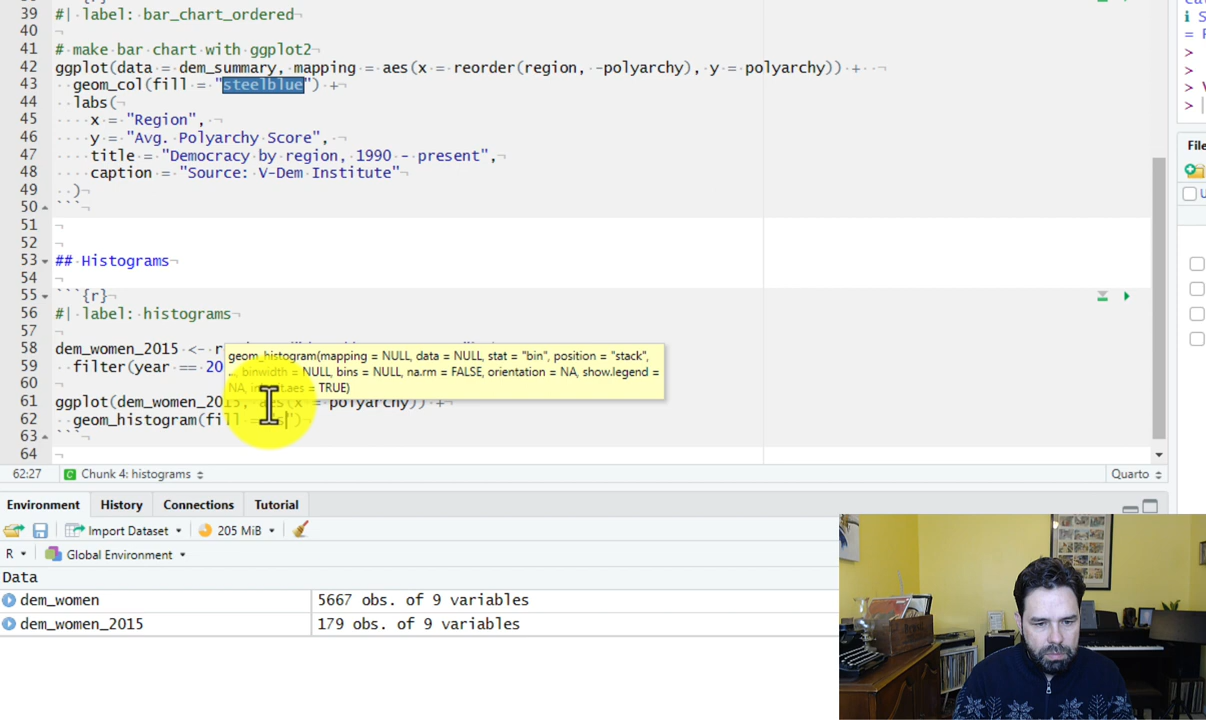 39 #| label: bar_chart_ordered
40
41 # make bar chart with ggplot2
42 ggplot(data = dem_summary, mapping = aes(x = reorder(region, -polyarchy), y = polyarchy)) +
43 geom_col(fill = "steelblue") +
44 labs(
45 x = "Region",
46 y = "Avg. Polyarchy Score",
47 title = "Democracy by region, 1990 - present",
48 caption = "Source: V-Dem Institute"
49 )
50 ```
51
52
53 ## Histograms
54
55 ```{r}
56 #| label: histograms
57
58 dem_women_2015 <- r
59 filter(year == 20
geom_histogram(mapping = NULL, data = NULL, stat = "bin", position = "stack",
..., binwidth = NULL, bins = NULL, na.rm = FALSE, orientation = NA, show.legend =
NA, = TRUE)
60
61 ggplot(dem_women_2015, aes(x = polyarchy)) +
62 geom_histogram(fill = ")
63 ```
64
62:27 Chunk 4: histograms Quarto
Environment History Connections Tutorial
Import Dataset 205 MiB
R Global Environment
Data
dem_women 5667 obs. of 9 variables
dem_women_2015 179 obs. of 9 variables
>
>
>
>